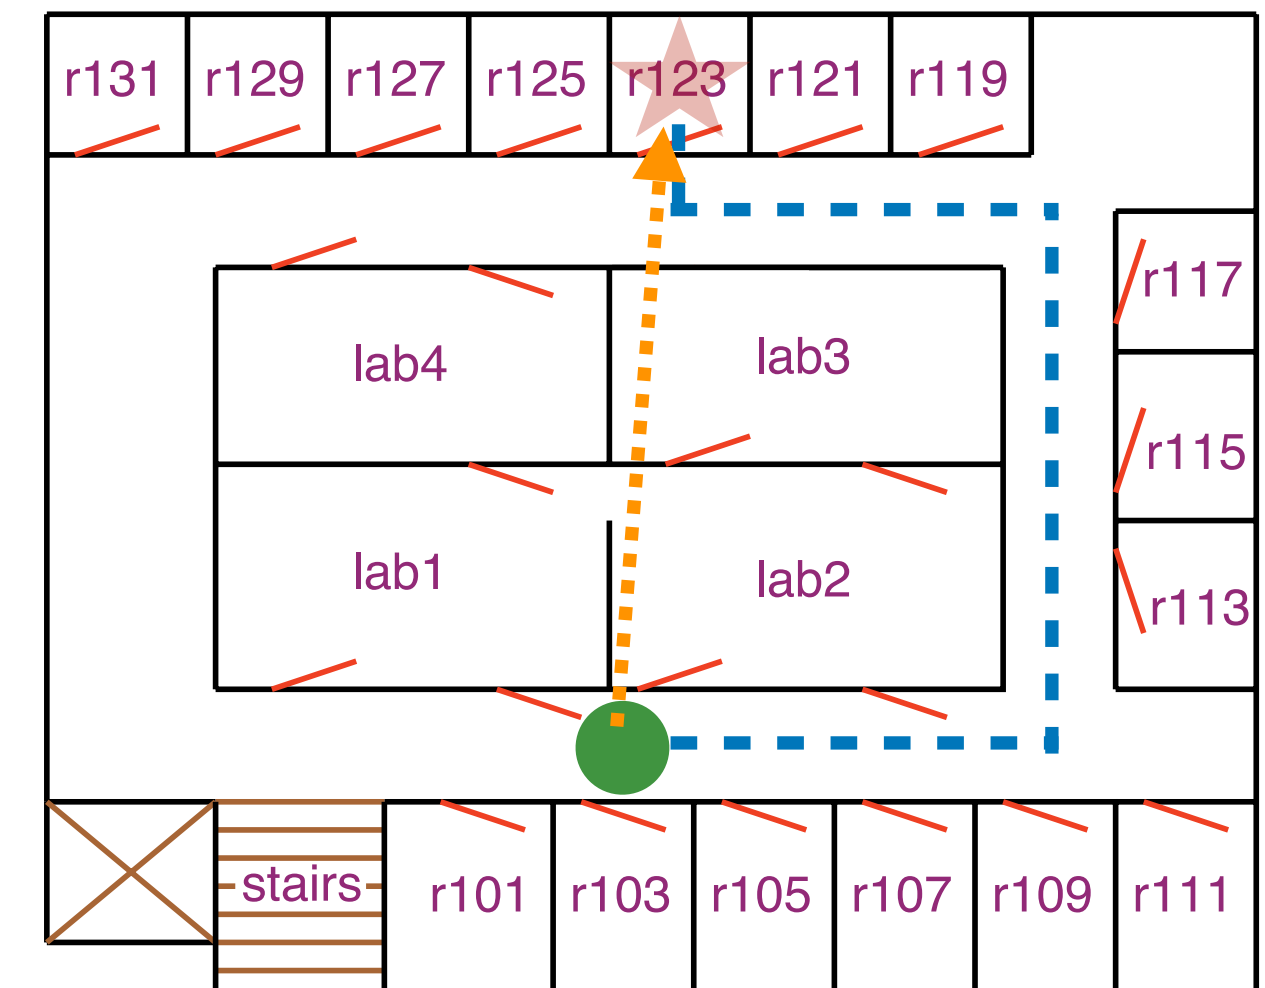 r131 r129 r127 r125 r123 r121 r119
r117
lab4 lab3
r115
lab1 lab2
r113
stairs r101 r103 r105 r107 r109 r111